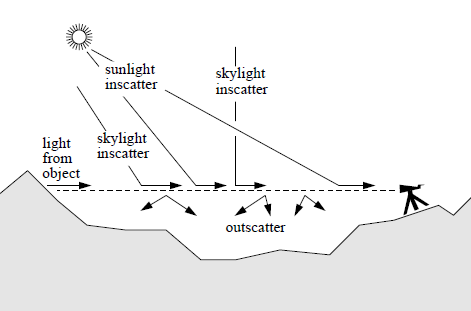 sunlight
inscatter
skylight
inscatter
light
from
object
skylight
inscatter
outscatter